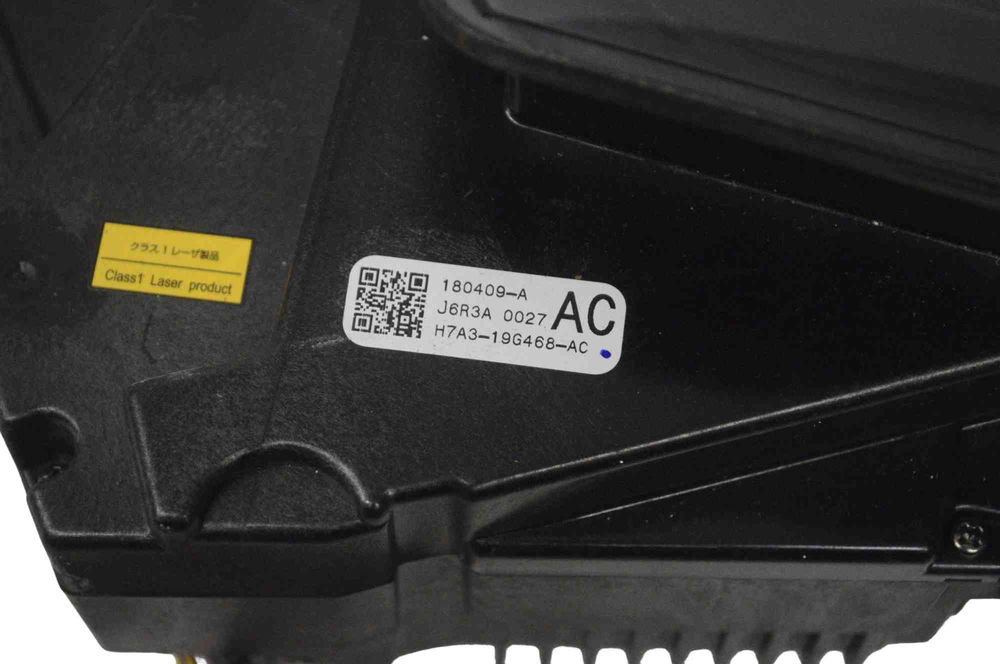 クラス1レーザ製品
Class1 Laser product
180409-A
J6R3A 0027
AC
H7A3-19G468-AC